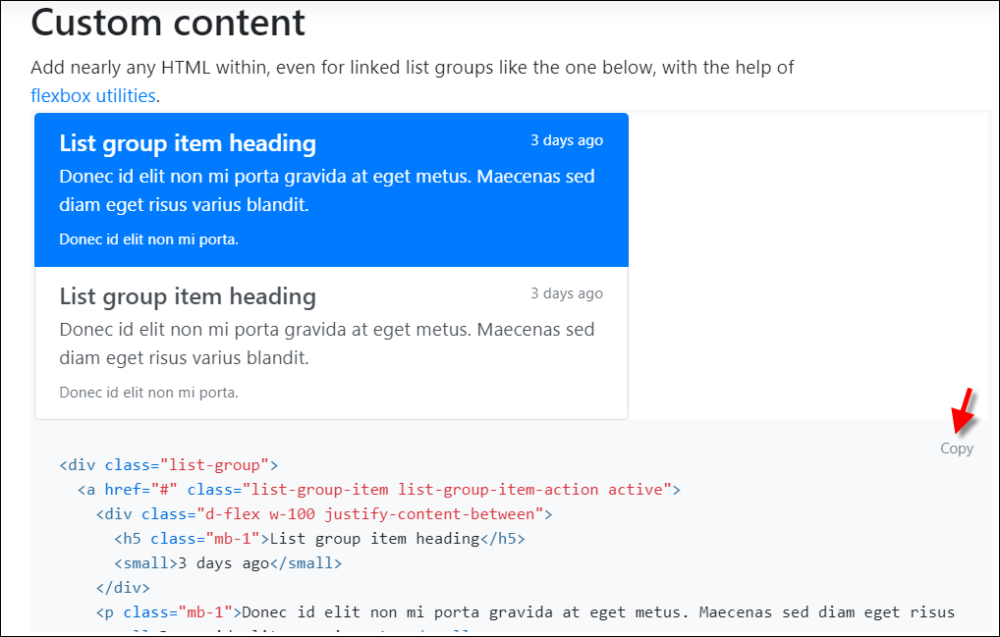 Custom content
Add nearly any HTML within, even for linked list groups like the one below, with the help of
flexbox utilities.
List group item heading 3 days ago
Donec id elit non mi porta gravida at eget metus. Maecenas sed
diam eget risus varius blandit.
Donec id elit non mi porta.
List group item heading 3 days ago
Donec id elit non mi porta gravida at eget metus. Maecenas sed
diam eget risus varius blandit.
Donec id elit non mi porta.
Copy
<div class="list-group">
<a href="#" class="list-group-item list-group-item-action active">
<div class="d-flex w-100 justify-content-between">
<h5 class="mb-1">List group item heading</h5>
<small>3 days ago</small>
</div>
<p class="mb-1">Donec id elit non mi porta gravida at eget metus. Maecenas sed diam eget risus